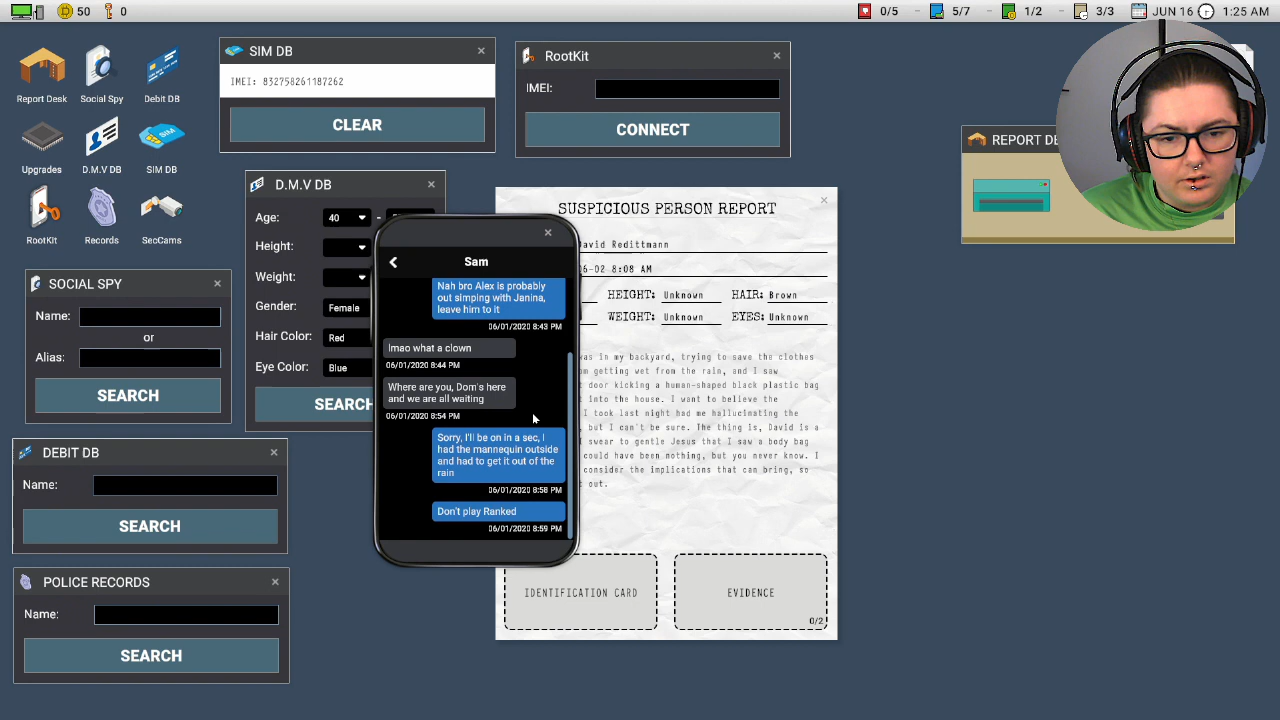 50
0
0/5
5/7
1/2
3/3
JUN 16
1:25 AM
Report Desk
Social Spy
Debit DB
Upgrades
D.M.V DB
SIM DB
RootKit
Records
SecCams
SIM DB
IMEI: 832758261187262
CLEAR
RootKit
IMEI:
CONNECT
D.M.V DB
Age: 40 -
Height:
Weight:
Gender: Female
Hair Color: Red
Eye Color: Blue
SEARCH
SOCIAL SPY
Name:
or
Alias:
SEARCH
DEBIT DB
Name:
SEARCH
POLICE RECORDS
Name:
SEARCH
Sam
Nah bro Alex is probably
out simping with Janina,
leave him to it
06/01/2020 8:43 PM
lmao what a clown
06/01/2020 8:44 PM
Where are you, Dom's here
and we are all waiting
06/01/2020 8:54 PM
Sorry, I'll be on in a sec, I
had the mannequin outside
and had to get it out of the
rain
06/01/2020 8:58 PM
Don't play Ranked
06/01/2020 8:59 PM
SUSPICIOUS PERSON REPORT
David Redittmann
06-02 8:08 AM
HEIGHT: Unknown HAIR: Brown
WEIGHT: Unknown EYES: Unknown
was in my backyard, trying to save the clothes
om getting wet from the rain, and I saw
t door kicking a human-shaped black plastic bag
into the house. I want to believe the
I took last night had me hallucinating the
, but I can't be sure. The thing is, David is a
I swear to gentle Jesus that I saw a body bag
could have been nothing, but you never know. I
consider the implications that can bring, so
t out.
IDENTIFICATION CARD
EVIDENCE
0/2
REPORT DE